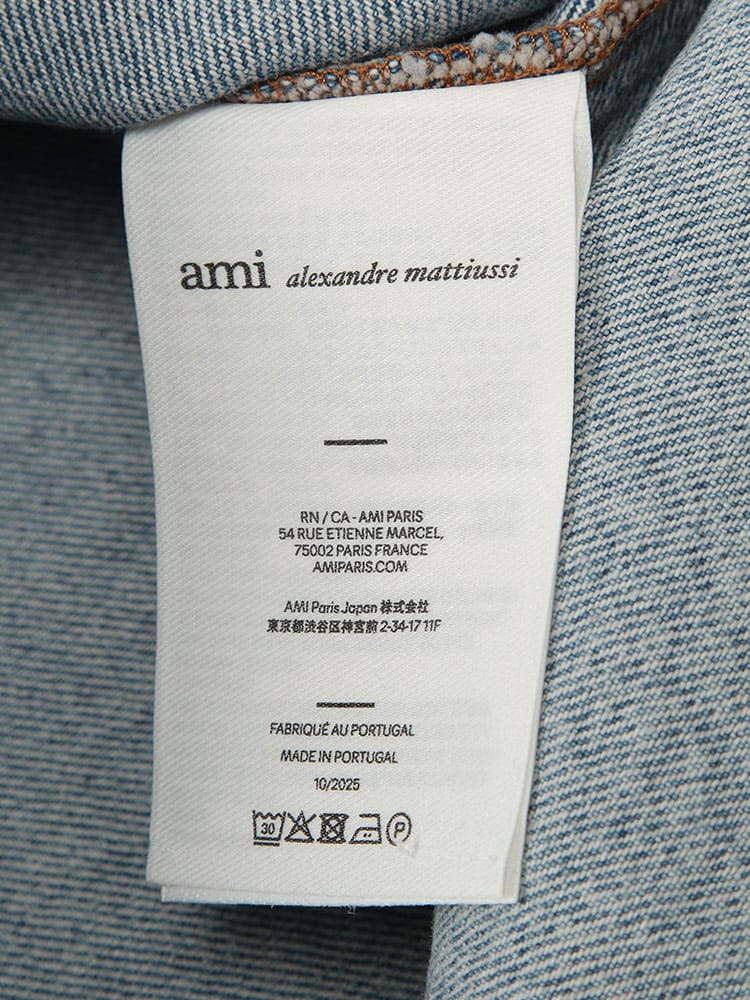 ami alexandre mattiussi
RN / CA - AMI PARIS
54 RUE ETIENNE MARCEL,
75002 PARIS FRANCE
AMIPARIS.COM
AMI Paris Japan 株式会社
東京都渋谷区神宮前 2-34-17 11F
FABRIQUÉ AU PORTUGAL
MADE IN PORTUGAL
10/2025
30 P